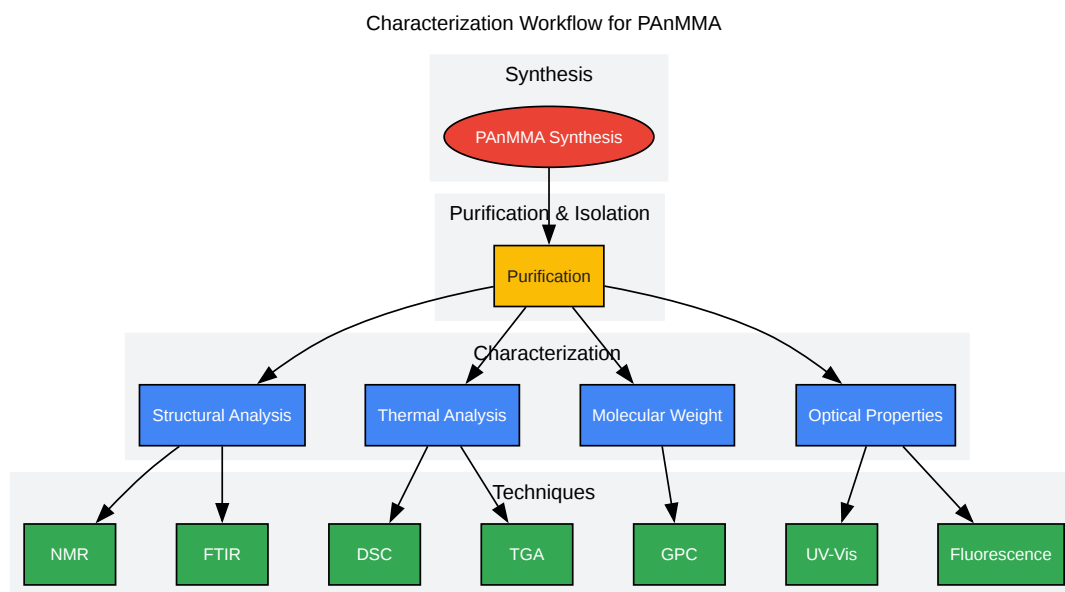 Characterization Workflow for PAnMMA
Synthesis
PAnMMA Synthesis
Purification & Isolation
Purification
Characterization
Structural Analysis
Thermal Analysis
Molecular Weight
Optical Properties
Techniques
NMR
FTIR
DSC
TGA
GPC
UV-Vis
Fluorescence